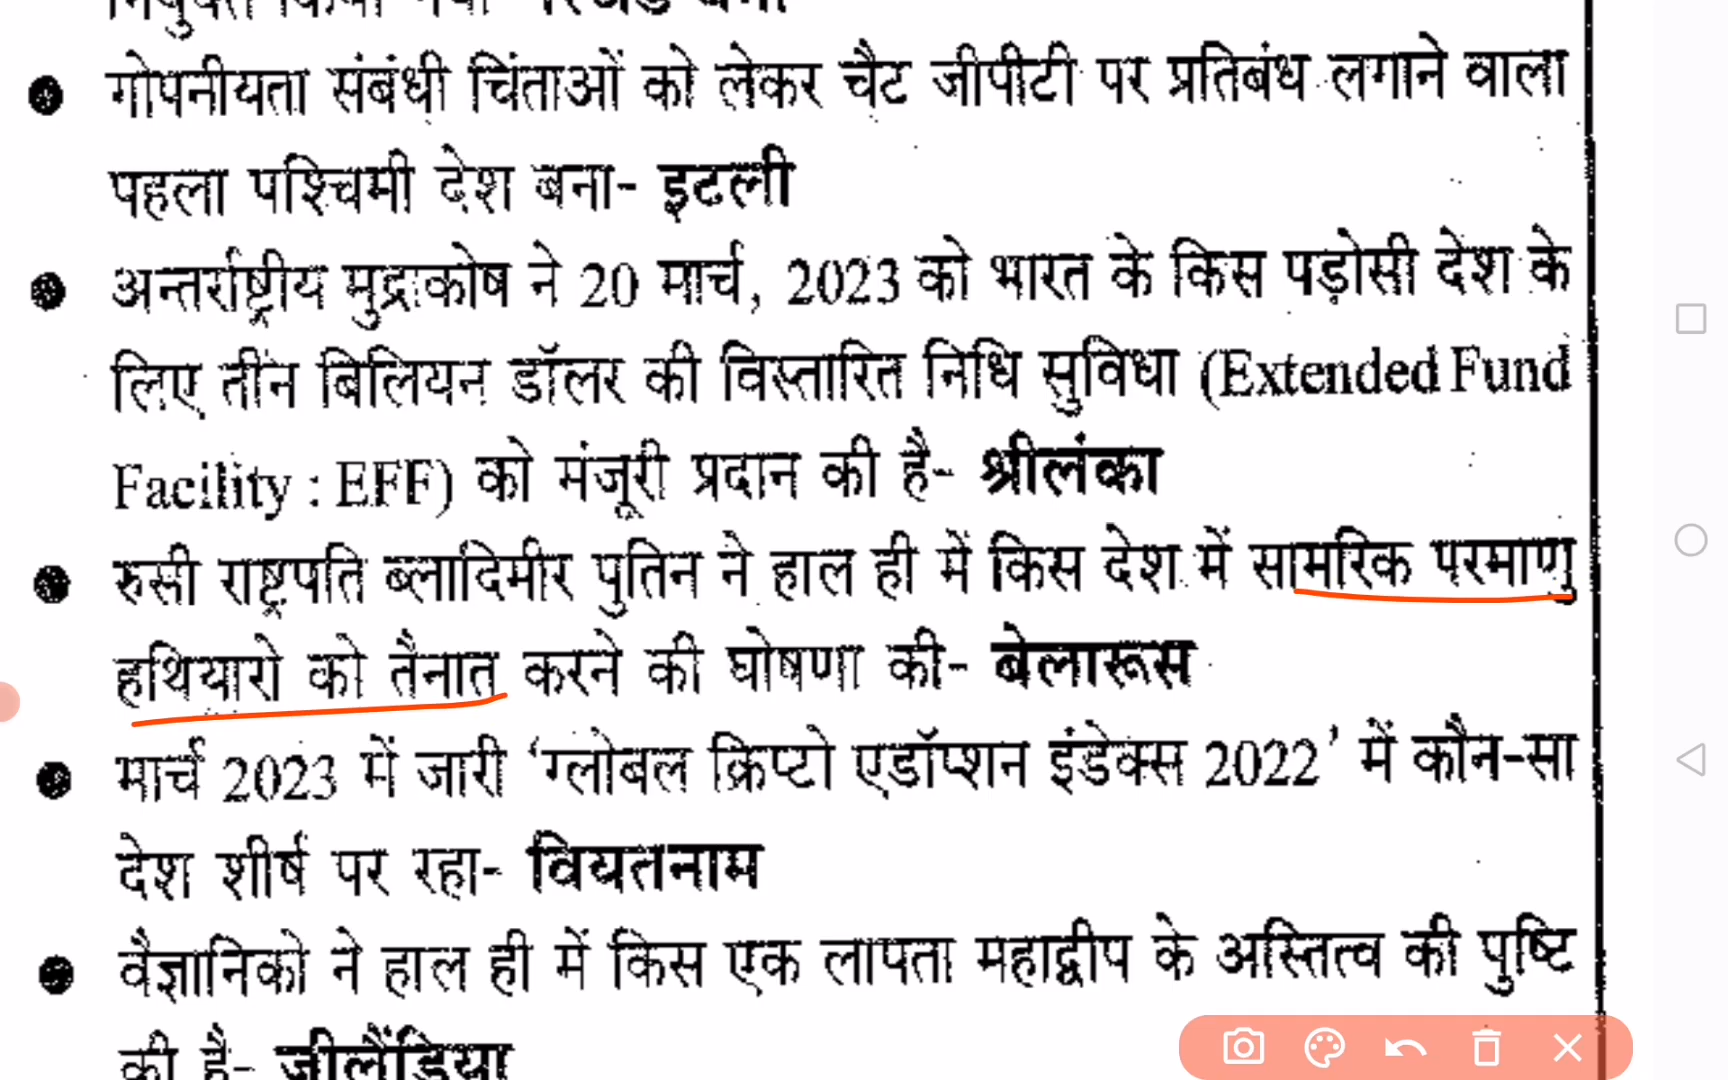 गोपनीयता संबंधी चिंताओं को लेकर चैट जीपीटी पर प्रतिबंध लगाने वाला
पहला पश्चिमी देश बना- इटली
अन्तर्राष्ट्रीय मुद्राकोष ने 20 मार्च, 2023 को भारत के किस पड़ोसी देश के
लिए तीन बिलियन डॉलर की विस्तारित निधि सुविधा (Extended Fund
Facility : EFF) को मंजूरी प्रदान की है- श्रीलंका
रुसी राष्ट्रपति ब्लादिमीर पुतिन ने हाल ही में किस देश में सामरिक परमाणु
हथियारो को तैनात करने की घोषणा की- बेलारूस
मार्च 2023 में जारी ‘ग्लोबल क्रिप्टो एडॉप्शन इंडेक्स 2022’ में कौन-सा
देश शीर्ष पर रहा- वियतनाम
वैज्ञानिको ने हाल ही में किस एक लापता महाद्वीप के अस्तित्व की पुष्टि
की है- जीलैंडिया